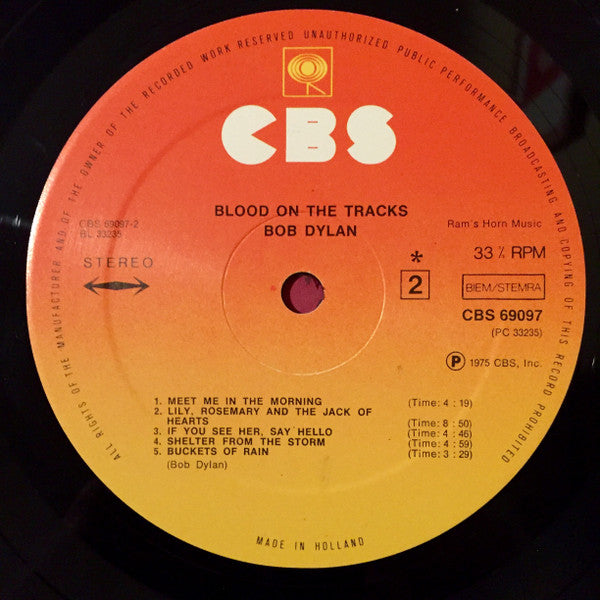 ALL RIGHTS OF THE MANUFACTURER AND OF THE OWNER OF THE RECORDED WORK RESERVED UNAUTHORIZED PUBLIC PERFORMANCE BROADCASTING AND COPYING OF THIS RECORD PROHIBITED
CBS
BLOOD ON THE TRACKS
BOB DYLAN
CBS 69097-2
BL 33235
STEREO
Ram's Horn Music
33 ⅓ RPM
*
2
BIEM/STEMRA
CBS 69097
(PC 33235)
Ⓟ 1975 CBS, Inc.
1. MEET ME IN THE MORNING (Time: 4 : 19)
2. LILY, ROSEMARY AND THE JACK OF
HEARTS (Time: 8 : 50)
3. IF YOU SEE HER, SAY HELLO (Time: 4 : 46)
4. SHELTER FROM THE STORM (Time: 4 : 59)
5. BUCKETS OF RAIN (Time: 3 : 29)
(Bob Dylan)
MADE IN HOLLAND